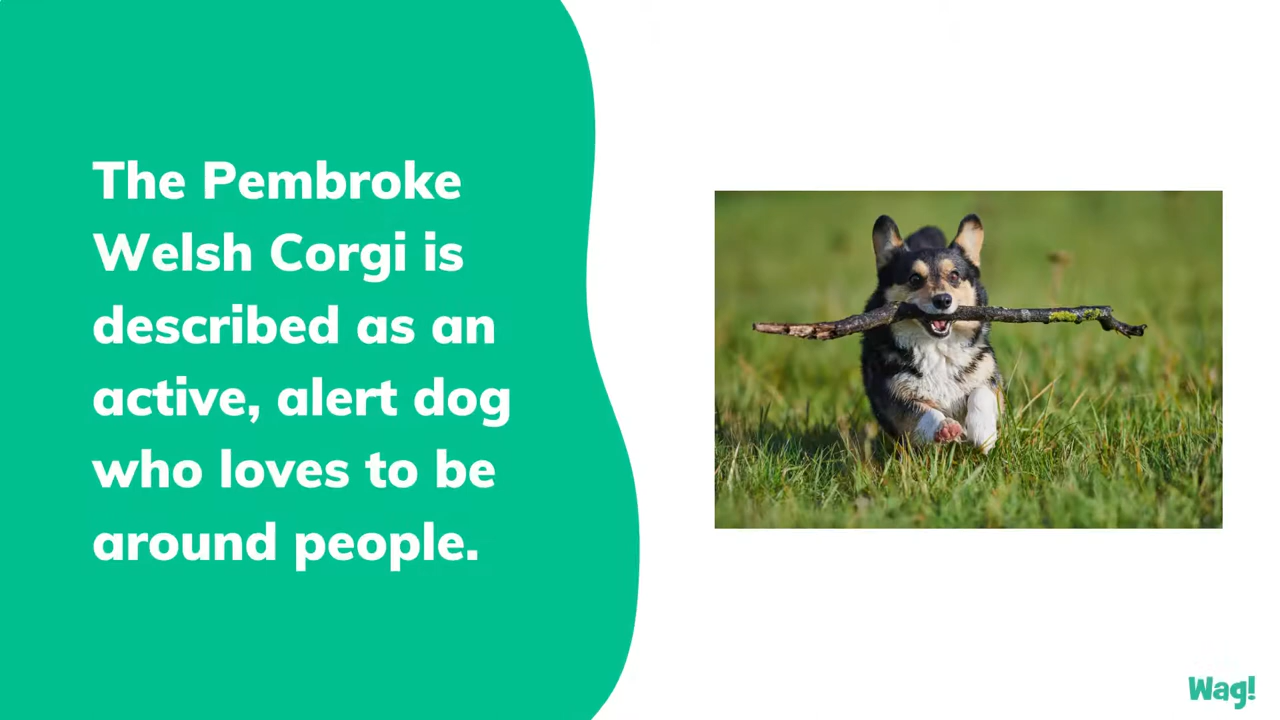 The Pembroke
Welsh Corgi is
described as an
active, alert dog
who loves to be
around people.
Wag!